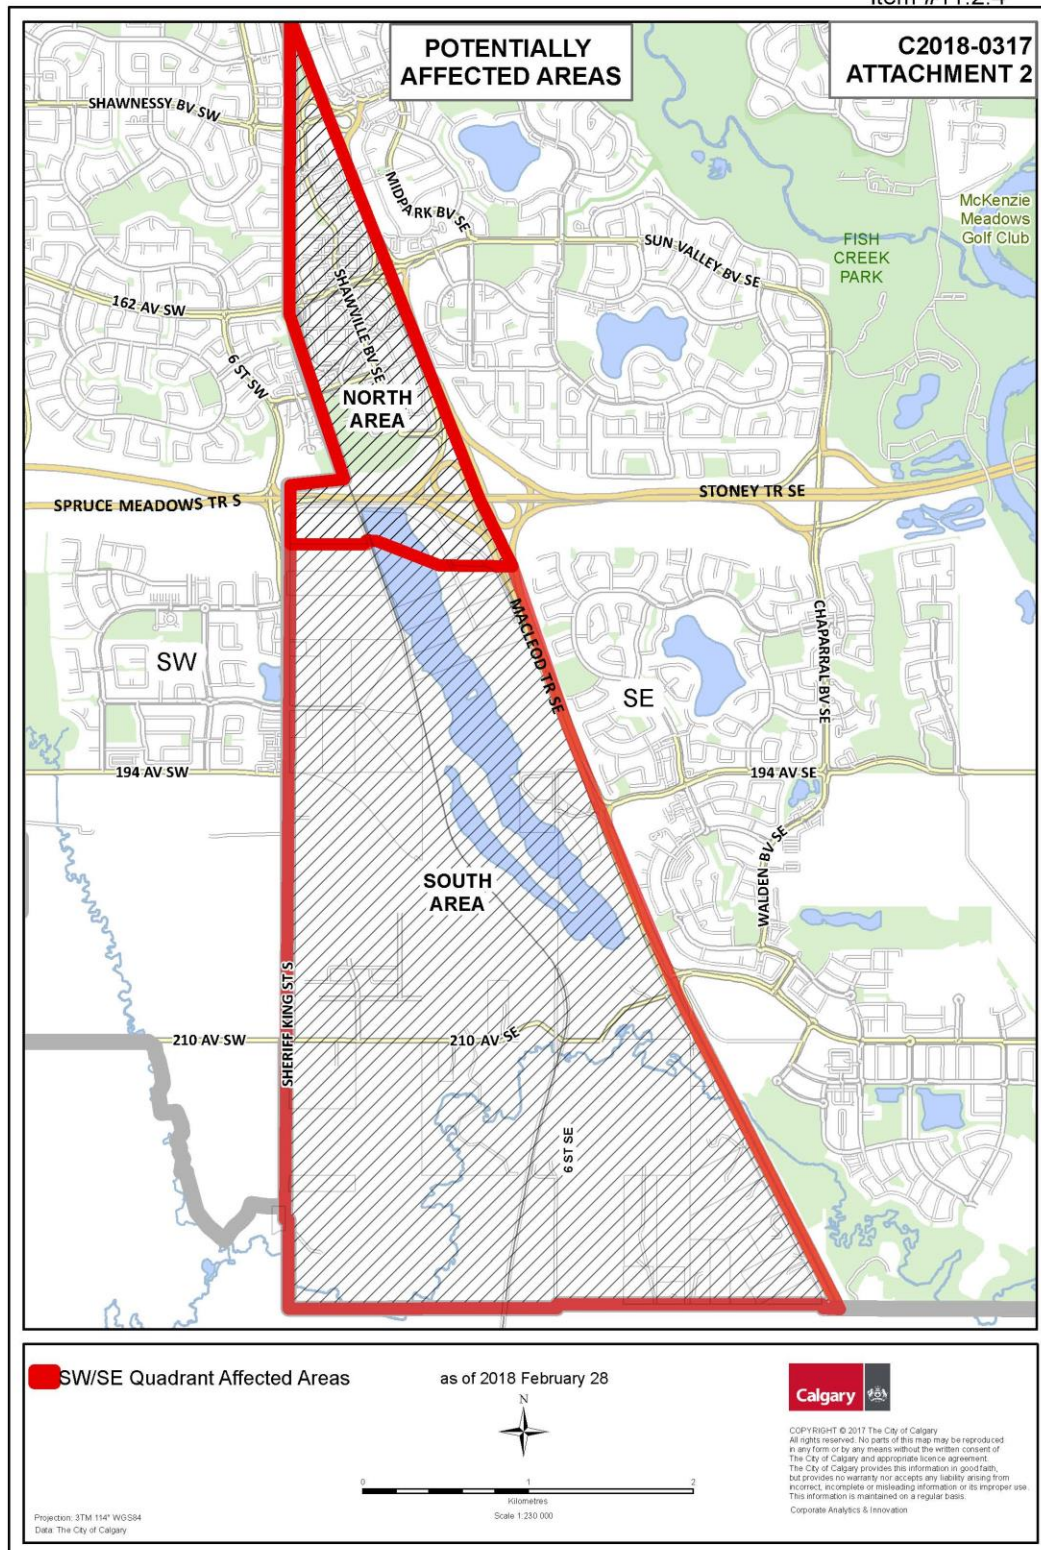 POTENTIALLY
AFFECTED AREAS
C2018-0317
ATTACHMENT 2
SHAWNESSY BV SW
MIDPARK BV SE
McKenzie
Meadows
Golf Club
FISH
CREEK
PARK
SUN VALLEY BV SE
162 AV SW
SHAWVILLE BV SE
6 ST SW
NORTH
AREA
SPRUCE MEADOWS TR S
STONEY TR SE
MACLEOD TR SE
CHAPARRAL BV SE
SW
SE
194 AV SW
194 AV SE
WALDEN BV SE
SOUTH
AREA
SHERIFF KING ST S
210 AV SW
210 AV SE
6 ST SE
SW/SE Quadrant Affected Areas
as of 2018 February 28
N
0 1 2
Kilometres
Scale 1:230 000
Projection: 3TM 114° WGS84
Data: The City of Calgary
Calgary
COPYRIGHT © 2017 The City of Calgary
All rights reserved. No parts of this map may be reproduced
in any form or by any means without the written consent of
The City of Calgary and appropriate licence agreement.
The City of Calgary provides this information in good faith,
but provides no warranty nor accepts any liability arising from
incorrect, incomplete or misleading information or its improper use.
This information is maintained on a regular basis.
Corporate Analytics & Innovation